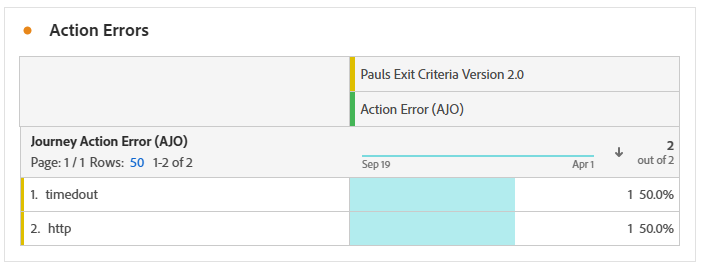 Action Errors
Pauls Exit Criteria Version 2.0
Action Error (AJO)
Journey Action Error (AJO)
Page: 1 / 1 Rows: 50 1-2 of 2
Sep 19
Apr 1
2
out of 2
1. timedout 1 50.0%
2. http 1 50.0%